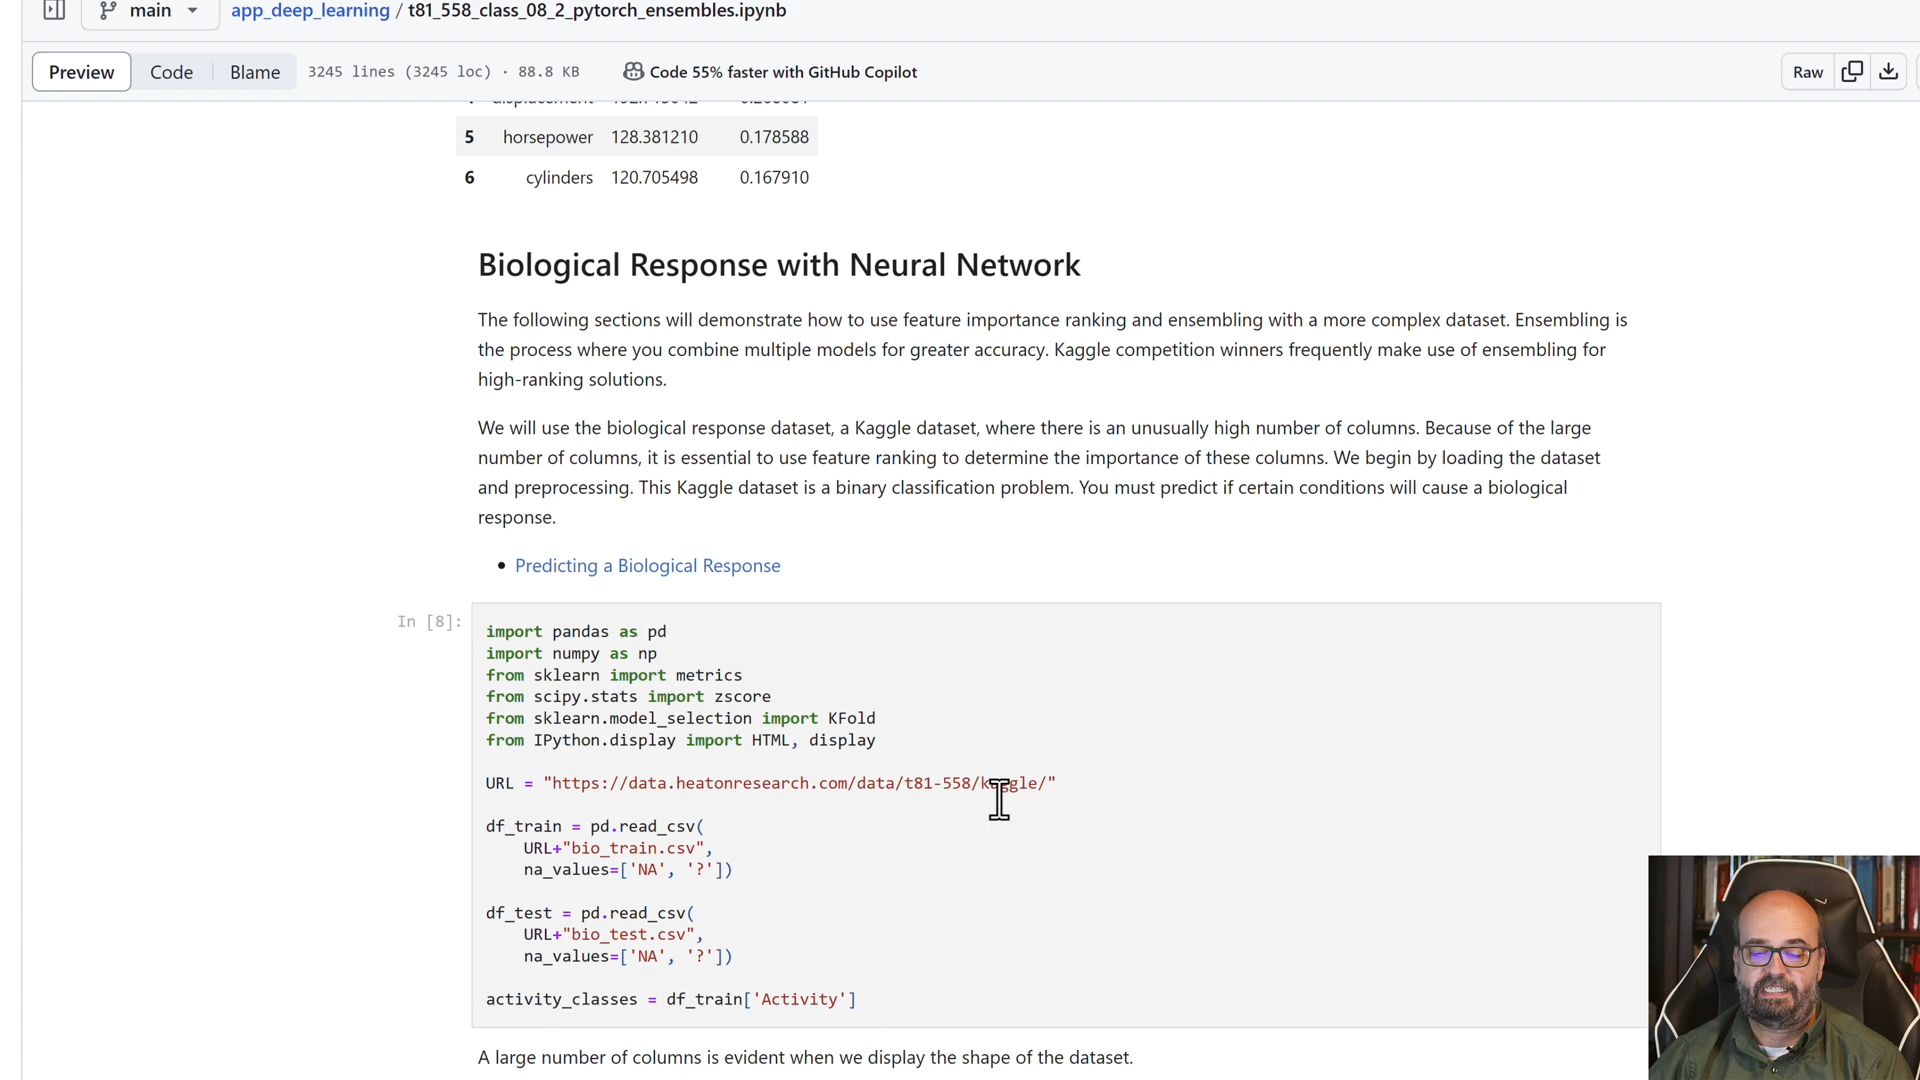 main
app_deep_learning / t81_558_class_08_2_pytorch_ensembles.ipynb
Preview Code Blame 3245 lines (3245 loc) · 88.8 KB Code 55% faster with GitHub Copilot Raw
5 horsepower 128.381210 0.178588
6 cylinders 120.705498 0.167910
Biological Response with Neural Network
The following sections will demonstrate how to use feature importance ranking and ensembling with a more complex dataset. Ensembling is
the process where you combine multiple models for greater accuracy. Kaggle competition winners frequently make use of ensembling for
high-ranking solutions.
We will use the biological response dataset, a Kaggle dataset, where there is an unusually high number of columns. Because of the large
number of columns, it is essential to use feature ranking to determine the importance of these columns. We begin by loading the dataset
and preprocessing. This Kaggle dataset is a binary classification problem. You must predict if certain conditions will cause a biological
response.
• Predicting a Biological Response
In [8]:
import pandas as pd
import numpy as np
from sklearn import metrics
from scipy.stats import zscore
from sklearn.model_selection import KFold
from IPython.display import HTML, display
URL = "https://data.heatonresearch.com/data/t81-558/kaggle/"
df_train = pd.read_csv(
URL+"bio_train.csv",
na_values=['NA', '?'])
df_test = pd.read_csv(
URL+"bio_test.csv",
na_values=['NA', '?'])
activity_classes = df_train['Activity']
A large number of columns is evident when we display the shape of the dataset.